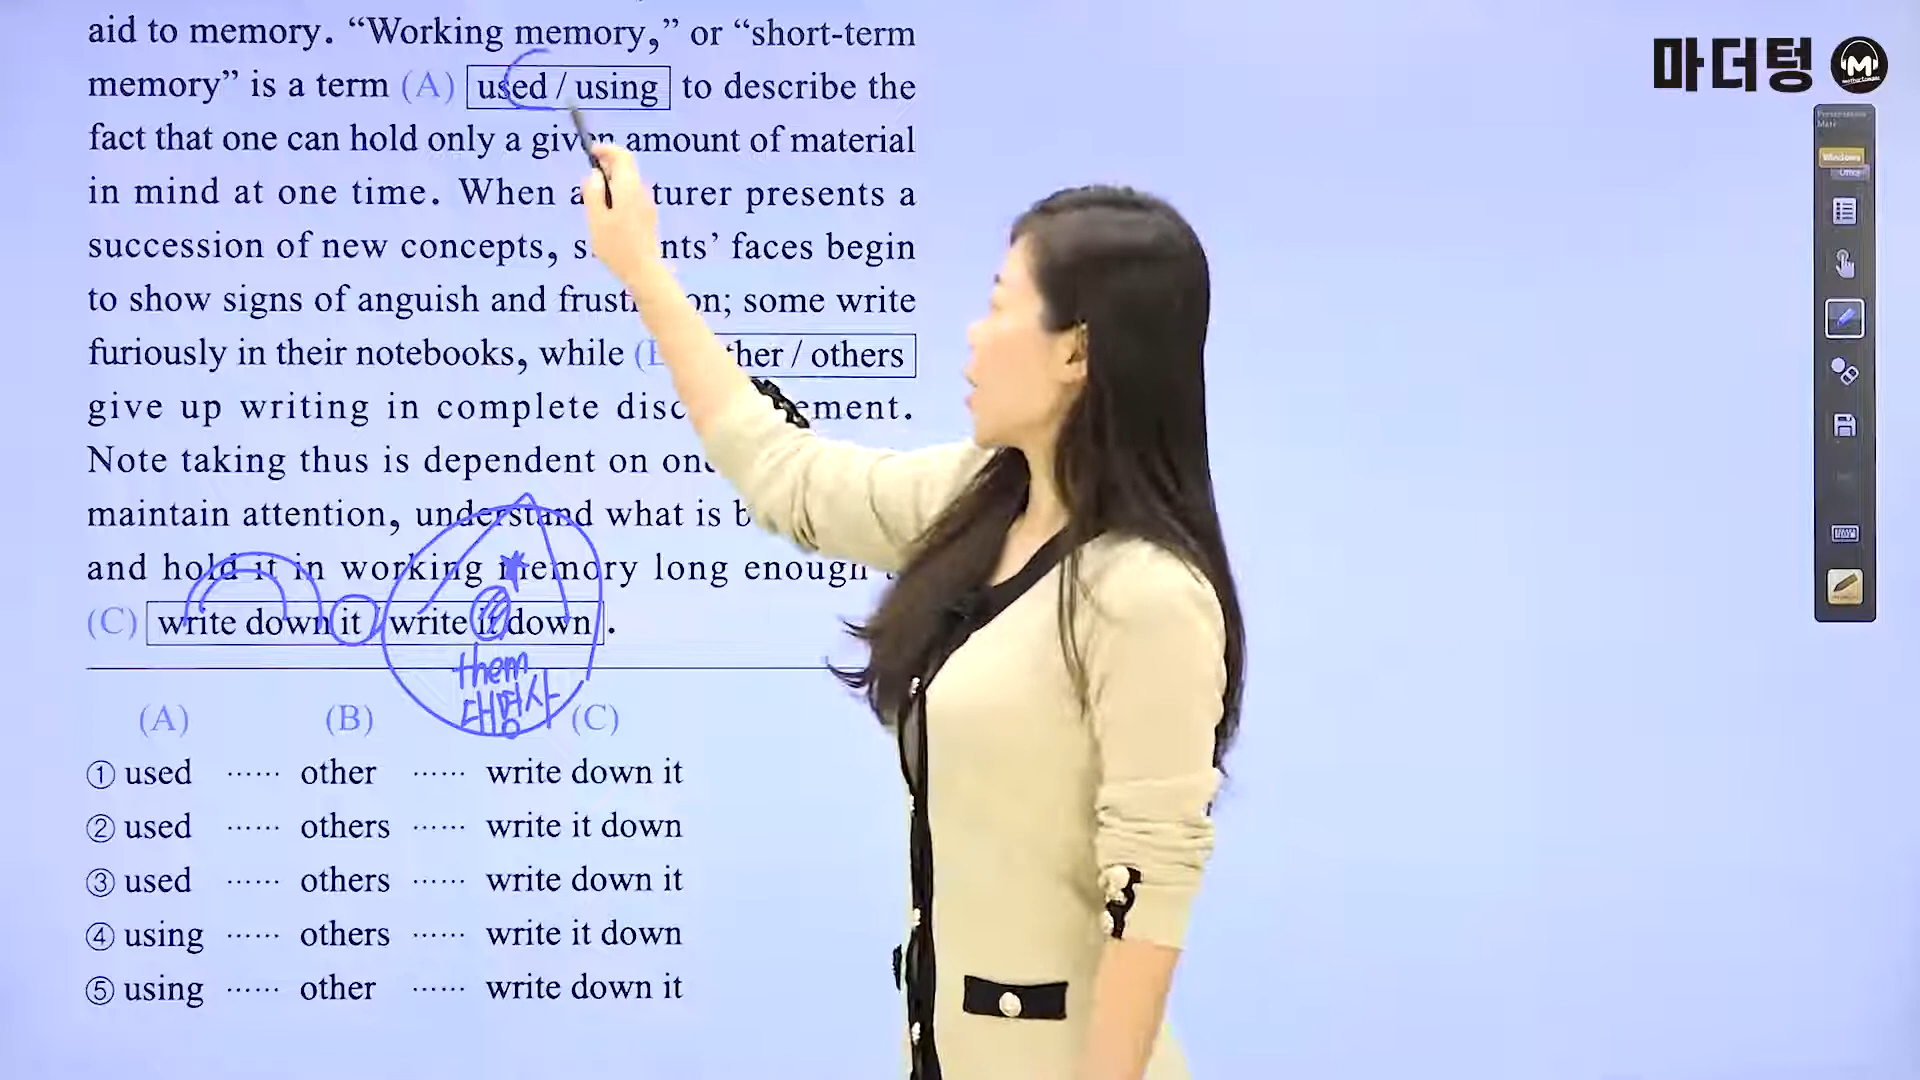 aid to memory. “Working memory,” or “short-term
memory” is a term (A) used / using to describe the
fact that one can hold only a given amount of material
in mind at one time. When a turer presents a
succession of new concepts, s nts’ faces begin
to show signs of anguish and frust on; some write
furiously in their notebooks, while ther / others
give up writing in complete disc ement.
Note taking thus is dependent on one
maintain attention, understand what is b
and hold it in working memory long enough
(C) write down it / write it down .
them
대명사
(A) (B) (C)
① used ······ other ······ write down it
② used ······ others ······ write it down
③ used ······ others ······ write down it
④ using ······ others ······ write it down
⑤ using ······ other ······ write down it
마더텅 M
Windows
Office